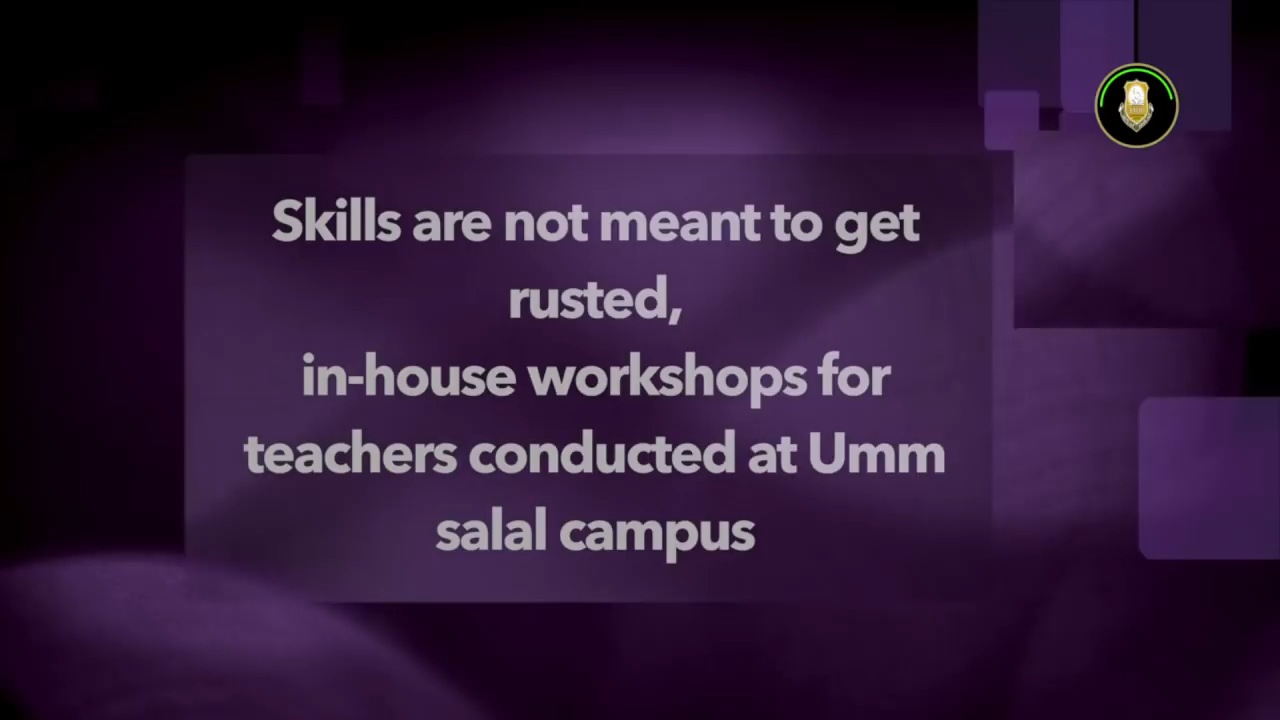 Skills are not meant to get
rusted,
in-house workshops for
teachers conducted at Umm
salal campus